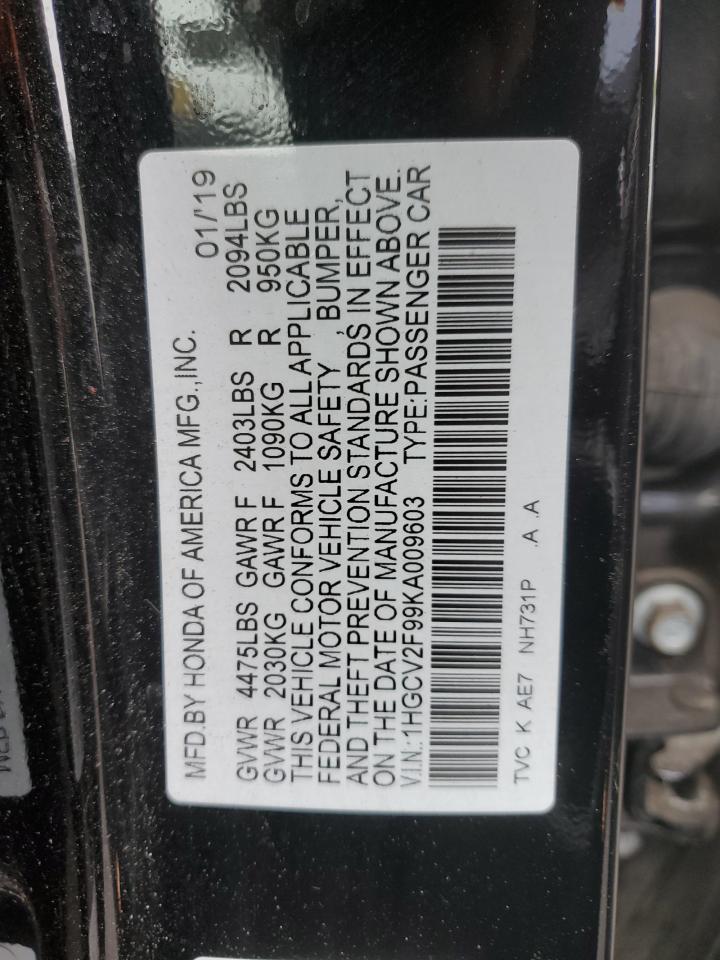 MFD.BY HONDA OF AMERICA MFG.,INC. 01/'19
GVWR 4475LBS GAWR F 2403LBS R 2094LBS
GVWR 2030KG GAWR F 1090KG R 950KG
THIS VEHICLE CONFORMS TO ALL APPLICABLE
FEDERAL MOTOR VEHICLE SAFETY , BUMPER,
AND THEFT PREVENTION STANDARDS IN EFFECT
ON THE DATE OF MANUFACTURE SHOWN ABOVE.
V.I.N.:1HGCV2F99KA009603 TYPE:PASSENGER CAR
TVC K AE7 NH731P .A .A